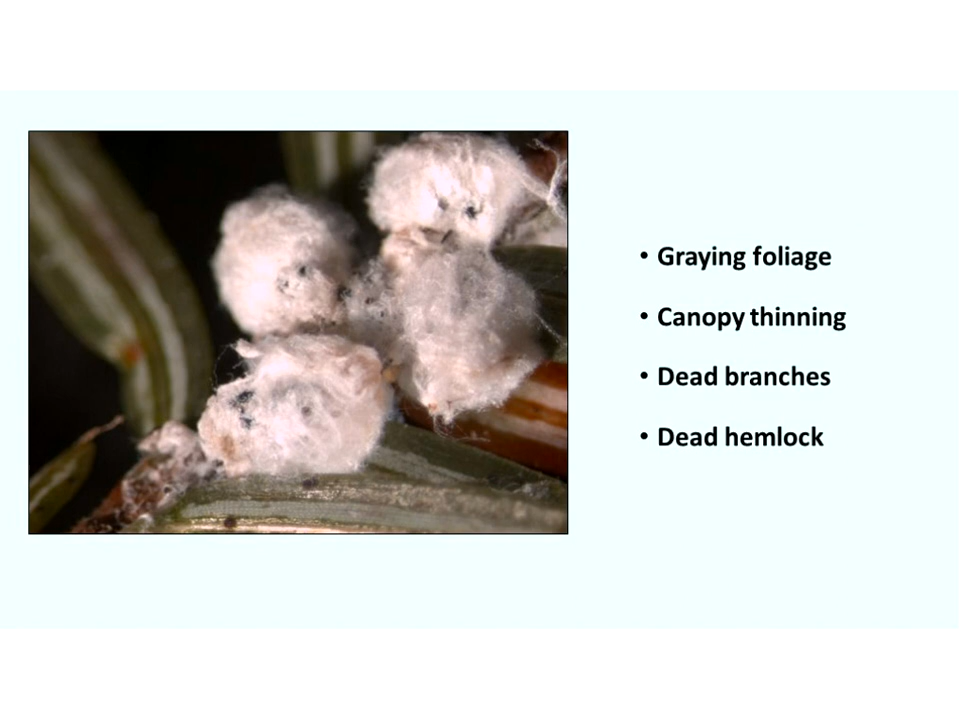 • Graying foliage
• Canopy thinning
• Dead branches
• Dead hemlock